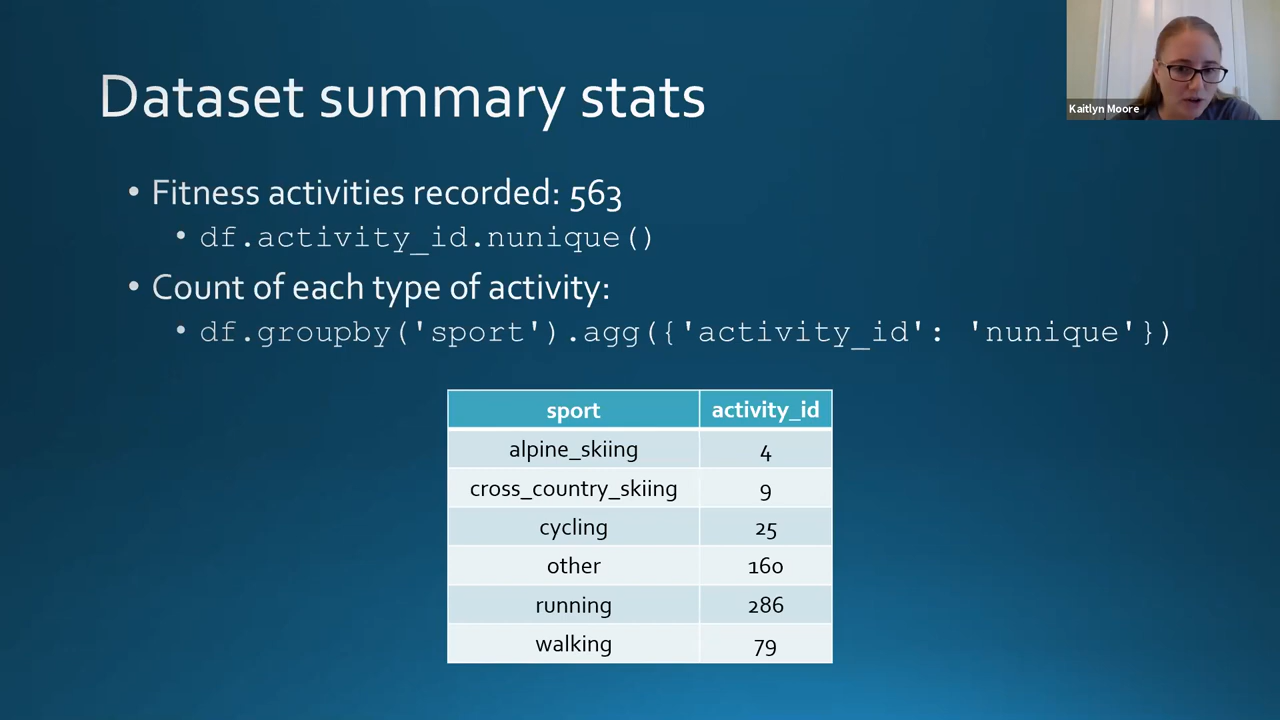 Dataset summary stats
Kaitlyn Moore
• Fitness activities recorded: 563
• df.activity_id.nunique()
• Count of each type of activity:
• df.groupby('sport').agg({'activity_id': 'nunique'})
sport activity_id
alpine_skiing 4
cross_country_skiing 9
cycling 25
other 160
running 286
walking 79